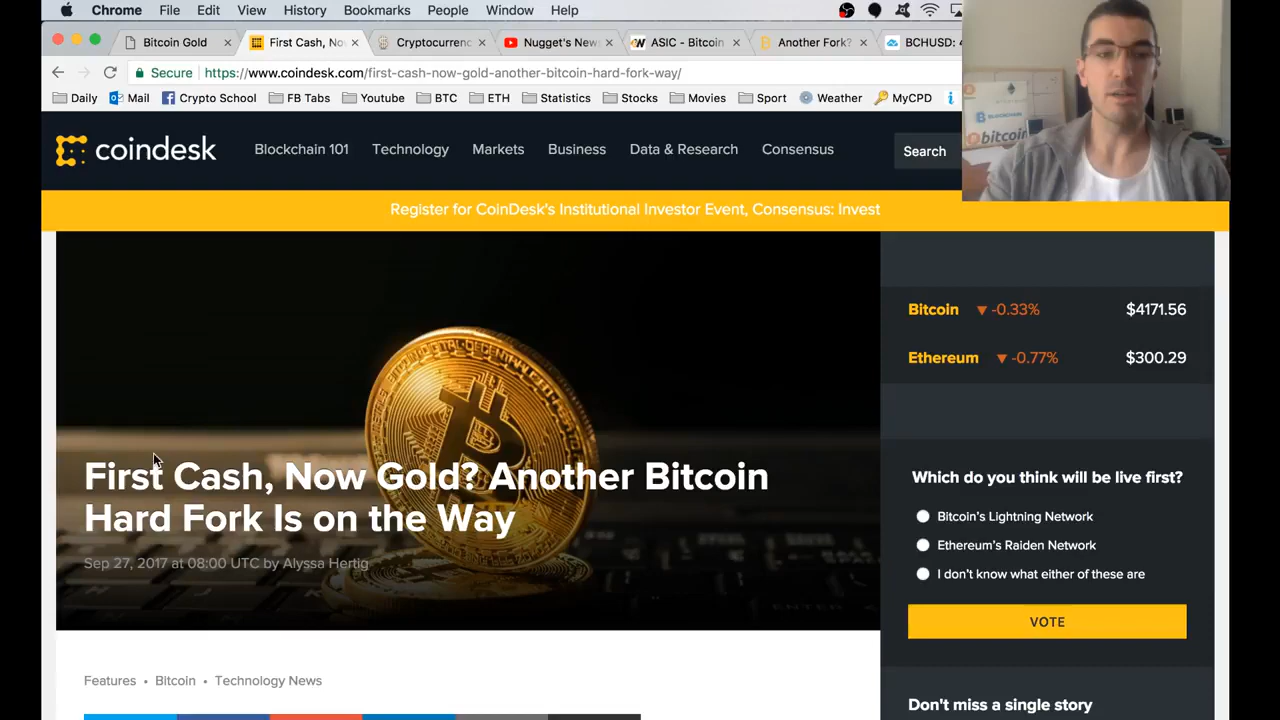 Chrome File Edit View History Bookmarks People Window Help
Bitcoin Gold First Cash, No Cryptocurrenc Nugget's News ASIC - Bitcoin Another Fork? BCHUSD: 4
Secure https://www.coindesk.com/first-cash-now-gold-another-bitcoin-hard-fork-way/
Daily Mail Crypto School FB Tabs Youtube BTC ETH Statistics Stocks Movies Sport Weather MyCPD
BLOCKCHAIN
bitcoin
coindesk Blockchain 101 Technology Markets Business Data & Research Consensus Search
Register for CoinDesk's Institutional Investor Event, Consensus: Invest
First Cash, Now Gold? Another Bitcoin
Hard Fork Is on the Way
Sep 27, 2017 at 08:00 UTC by Alyssa Hertig
Features • Bitcoin • Technology News
Bitcoin ▼ -0.33% $4171.56
Ethereum ▼ -0.77% $300.29
Which do you think will be live first?
Bitcoin's Lightning Network
Ethereum's Raiden Network
I don't know what either of these are
VOTE
Don't miss a single story